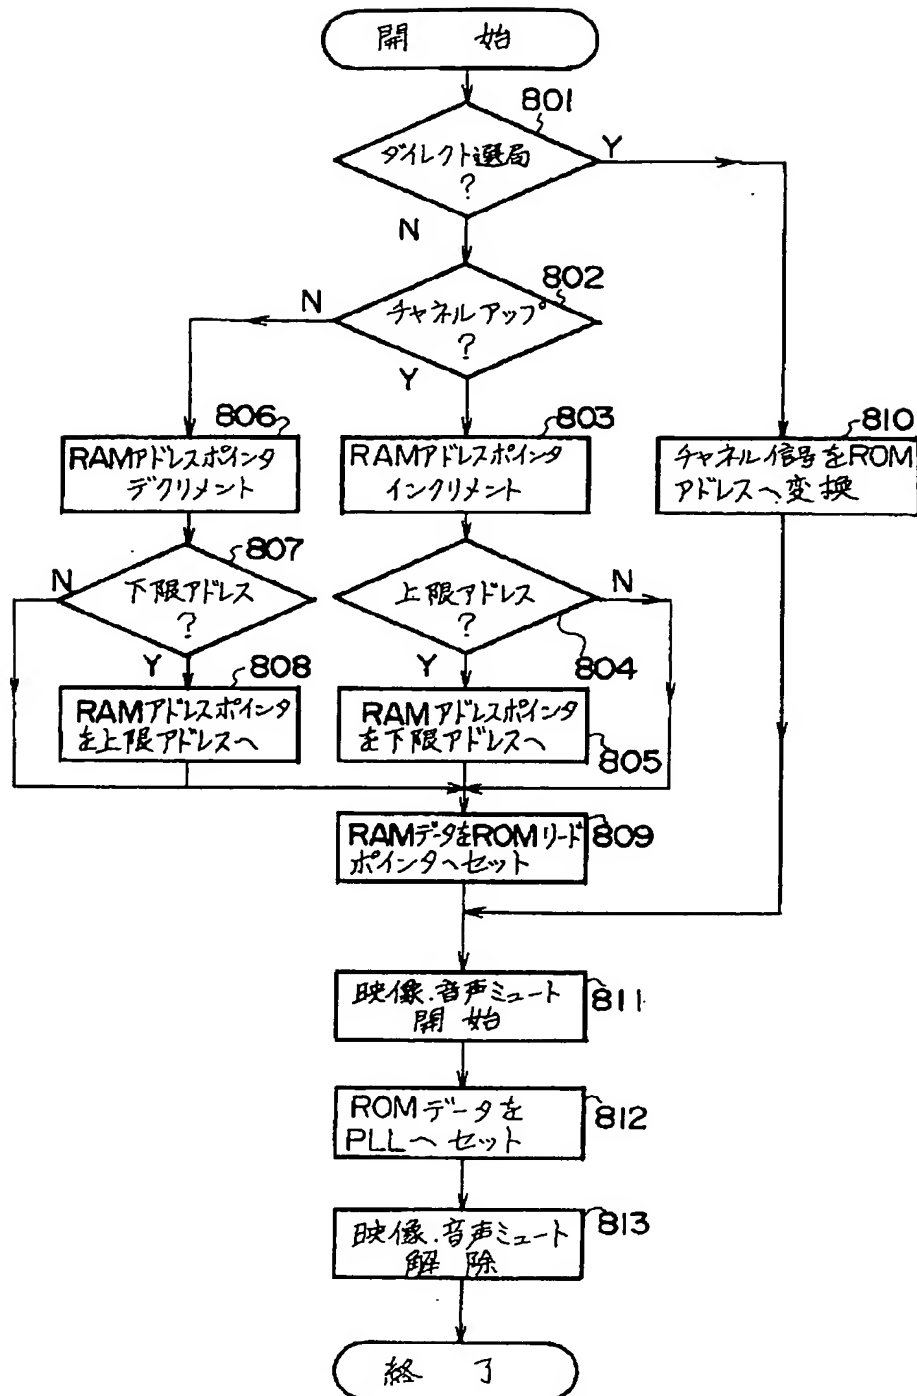 開 始
801
ダイレクト選局
?
Y
N
802
チャネルアップ
?
N
Y
806
RAMアドレスポインタ
デクリメント
803
RAMアドレスポインタ
インクリメント
810
チャネル信号をROM
アドレスへ変換
807
下限アドレス
?
N
Y
上限アドレス
?
N
Y
804
808
RAMアドレスポインタ
を上限アドレスへ
RAMアドレスポインタ
を下限アドレスへ
805
RAMデータをROMリード
ポインタへセット
809
映像.音声ミュート
開始
811
ROMデータを
PLLへセット
812
映像.音声ミュート
解除
813
終 了